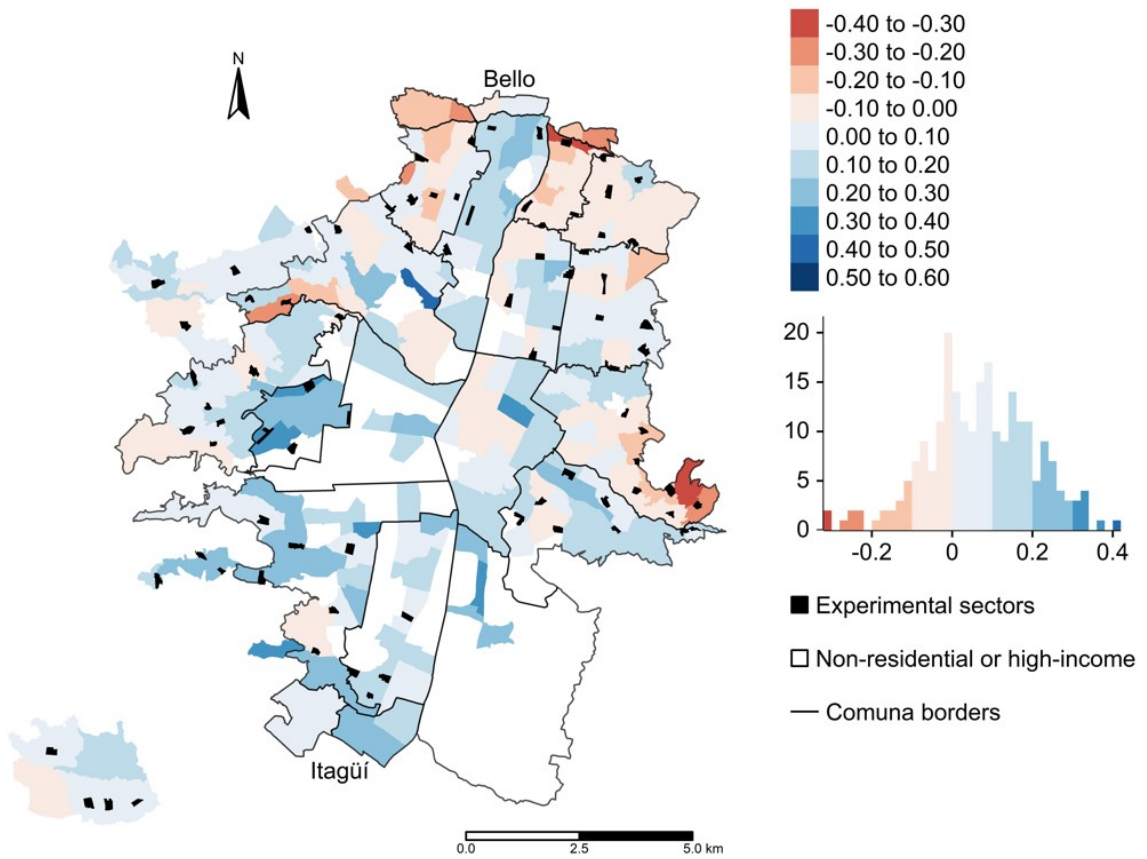 N
Bello
Itagüí
0.0 2.5 5.0 km
-0.40 to -0.30
-0.30 to -0.20
-0.20 to -0.10
-0.10 to 0.00
0.00 to 0.10
0.10 to 0.20
0.20 to 0.30
0.30 to 0.40
0.40 to 0.50
0.50 to 0.60
20
15
10
5
0
-0.2 0 0.2 0.4
Experimental sectors
Non-residential or high-income
Comuna borders